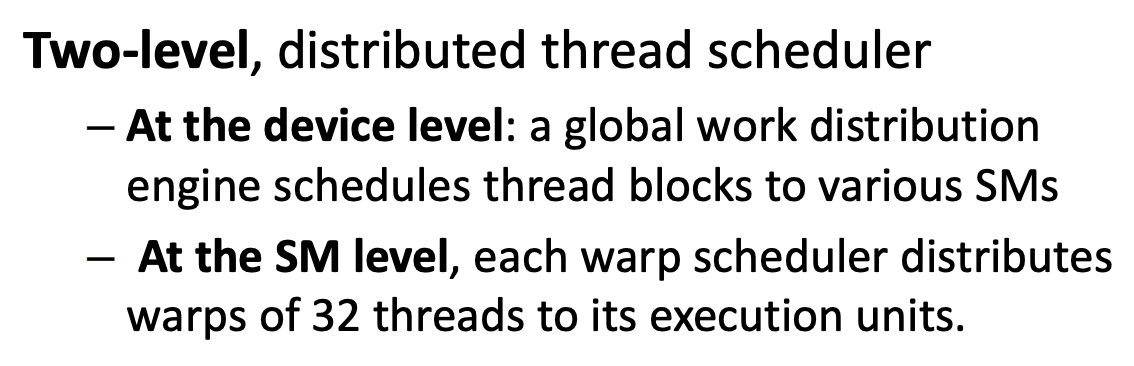 Two-level, distributed thread scheduler
– At the device level: a global work distribution
engine schedules thread blocks to various SMs
– At the SM level, each warp scheduler distributes
warps of 32 threads to its execution units.